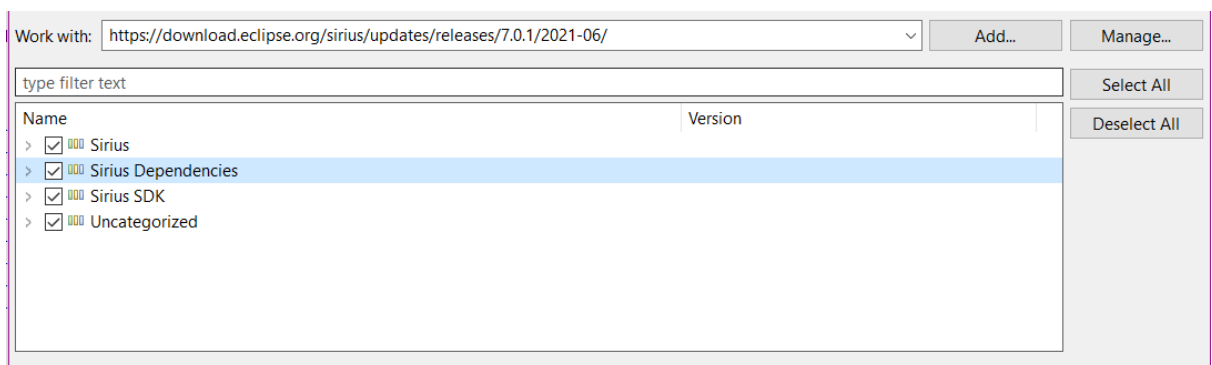 Work with: https://download.eclipse.org/sirius/updates/releases/7.0.1/2021-06/ Add... Manage...
type filter text Select All
Name Version Deselect All
Sirius
Sirius Dependencies
Sirius SDK
Uncategorized